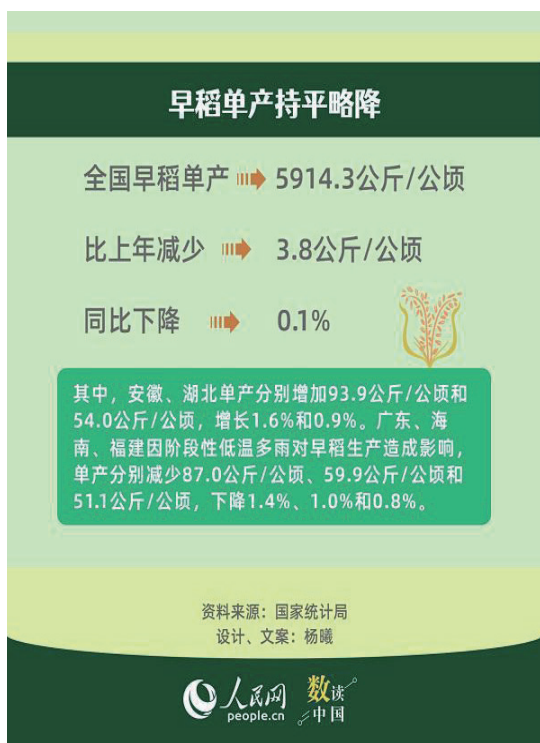 早稻单产持平略降
全国早稻单产 5914.3公斤/公顷
比上年减少 3.8公斤/公顷
同比下降 0.1%
其中，安徽、湖北单产分别增加93.9公斤/公顷和
54.0公斤/公顷，增长1.6%和0.9%。广东、海
南、福建因阶段性低温多雨对早稻生产造成影响，
单产分别减少87.0公斤/公顷、59.9公斤/公顷和
51.1公斤/公顷，下降1.4%、1.0%和0.8%。
资料来源：国家统计局
设计、文案：杨曦
人民网
people.cn
数读
中国